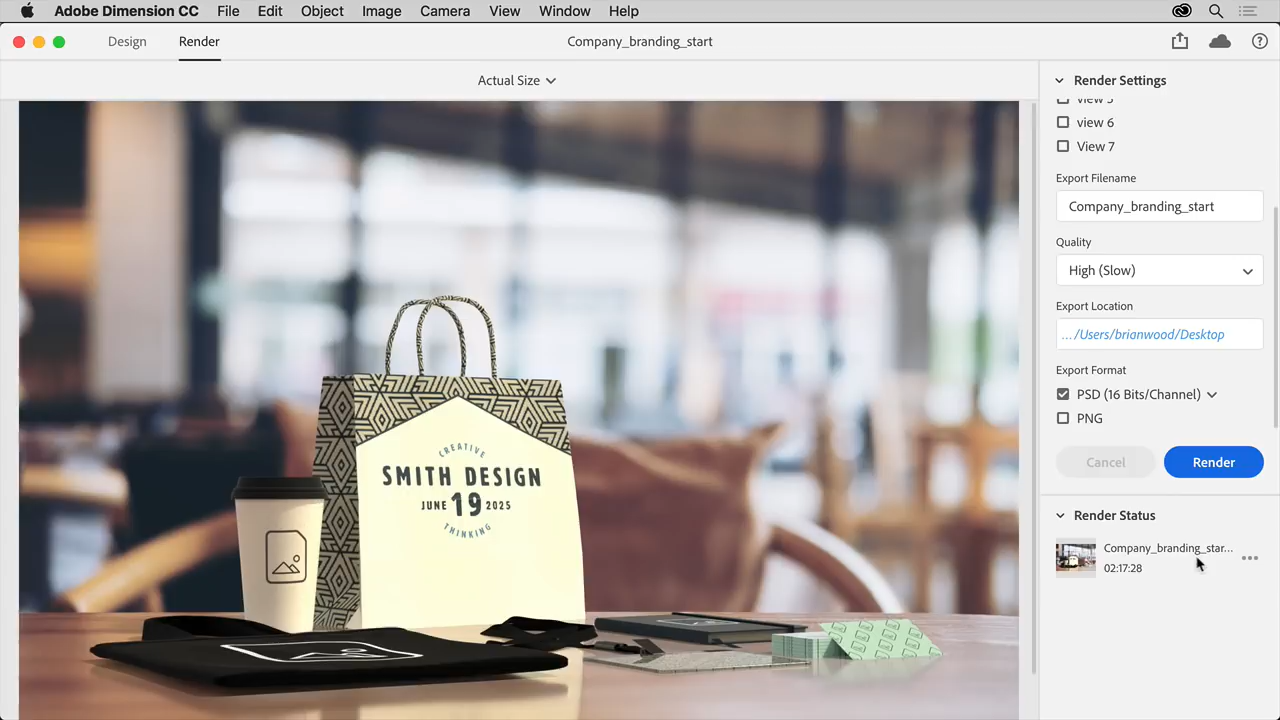 Adobe Dimension CC File Edit Object Image Camera View Window Help
Design Render Company_branding_start
Actual Size
Render Settings
view 6
View 7
Export Filename
Company_branding_start
Quality
High (Slow)
Export Location
.../Users/brianwood/Desktop
Export Format
PSD (16 Bits/Channel)
PNG
Cancel Render
Render Status
Company_branding_star...
02:17:28
CREATIVE
SMITH DESIGN
JUNE 19 2025
THINKING